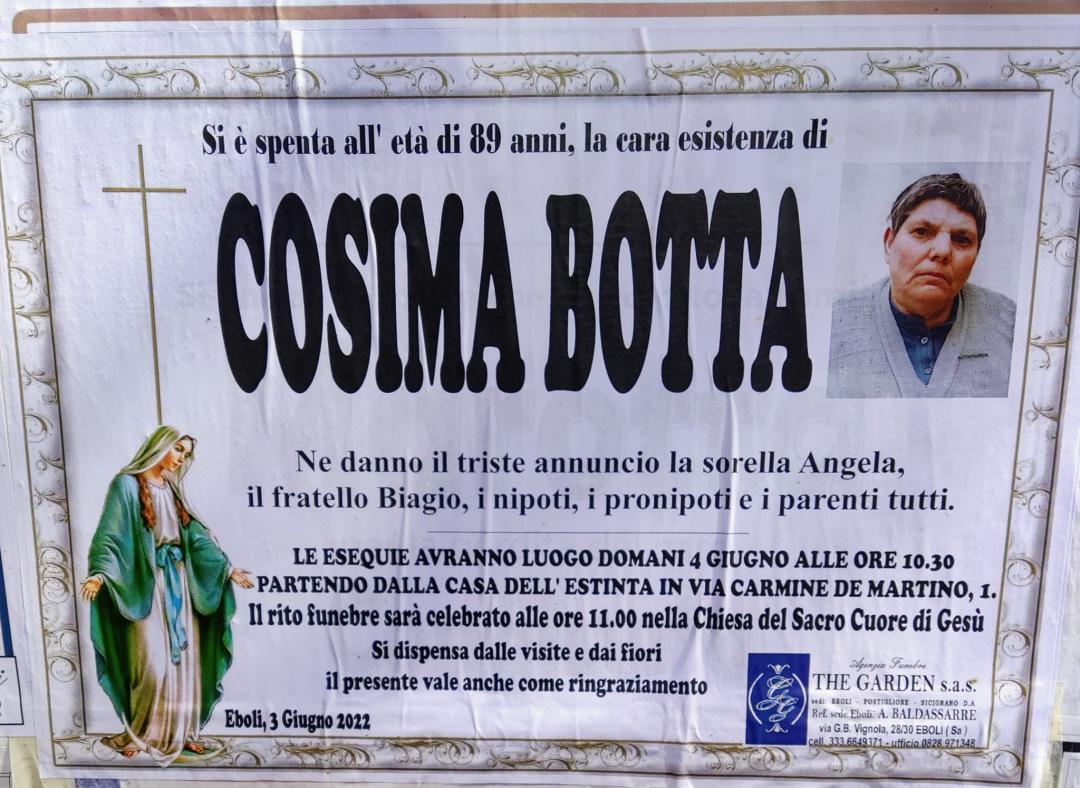 Si è spenta all' età di 89 anni, la cara esistenza di
COSIMA BOTTA
Ne danno il triste annuncio la sorella Angela,
il fratello Biagio, i nipoti, i pronipoti e i parenti tutti.
LE ESEQUIE AVRANNO LUOGO DOMANI 4 GIUGNO ALLE ORE 10.30
PARTENDO DALLA CASA DELL' ESTINTA IN VIA CARMINE DE MARTINO, 1.
Il rito funebre sarà celebrato alle ore 11.00 nella Chiesa del Sacro Cuore di Gesù
Si dispensa dalle visite e dai fiori
il presente vale anche come ringraziamento
Eboli, 3 Giugno 2022
Agenzia Funebre
THE GARDEN s.a.s.
sedi: EBOLI - POSTIGLIONE - SICIGNANO D.A.
Ref. sede Eboli: A. BALDASSARRE
via G.B. Vignola, 28/30 EBOLI ( Sa )
cell. 333.6649371 - ufficio 0828.971348